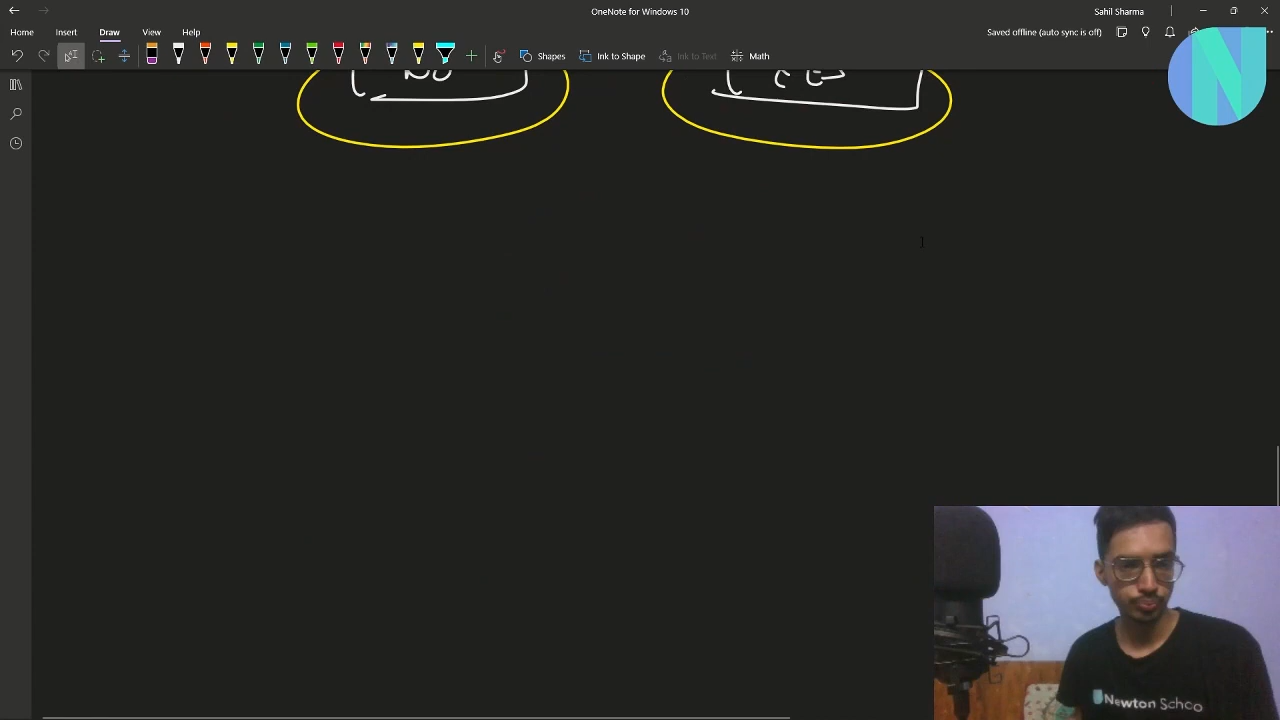 OneNote for Windows 10
Sahil Sharma
Home Insert Draw View Help
Saved offline (auto sync is off)
Shapes Ink to Shape Ink to Text Math
NO
Newton Schoo